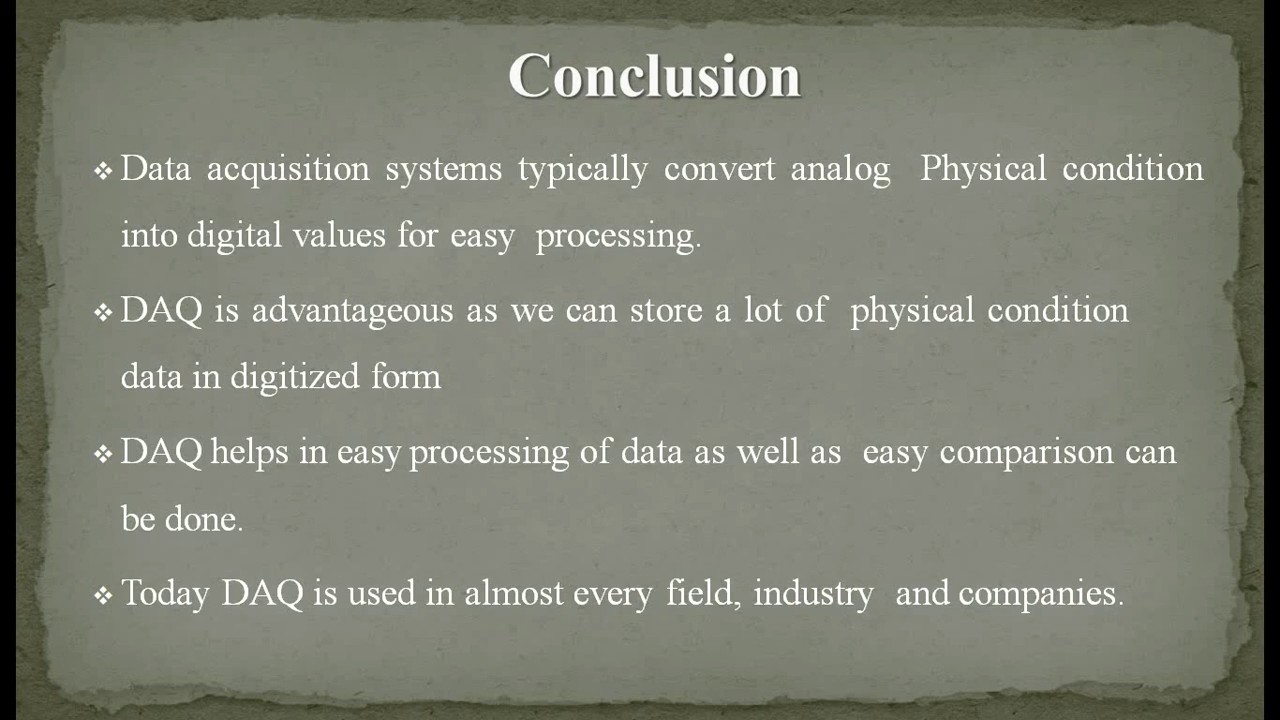 Conclusion
❖ Data acquisition systems typically convert analog Physical condition
into digital values for easy processing.
❖ DAQ is advantageous as we can store a lot of physical condition
data in digitized form
❖ DAQ helps in easy processing of data as well as easy comparison can
be done.
❖ Today DAQ is used in almost every field, industry and companies.